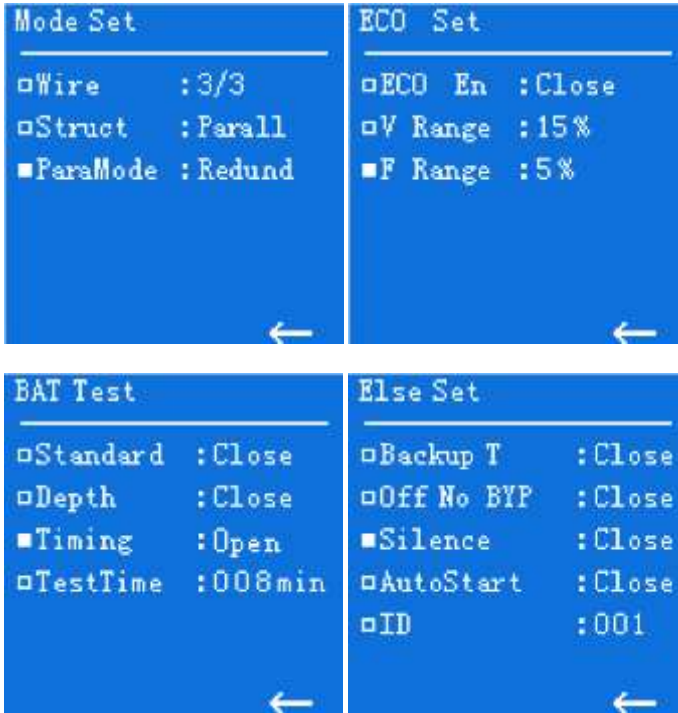 Mode Set
Wire :3/3
Struct :Parall
ParaMode :Redund
ECO Set
ECO En :Close
V Range :15%
F Range :5%
BAT Test
Standard :Close
Depth :Close
Timing :Open
TestTime :008min
Else Set
Backup T :Close
Off No BYP :Close
Silence :Close
AutoStart :Close
ID :001